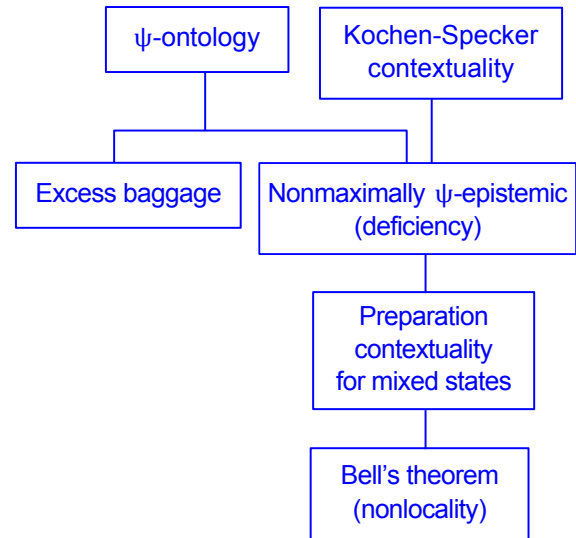 ψ-ontology
Kochen-Specker
contextuality
Excess baggage
Nonmaximally ψ-epistemic
(deficiency)
Preparation
contextuality
for mixed states
Bell's theorem
(nonlocality)